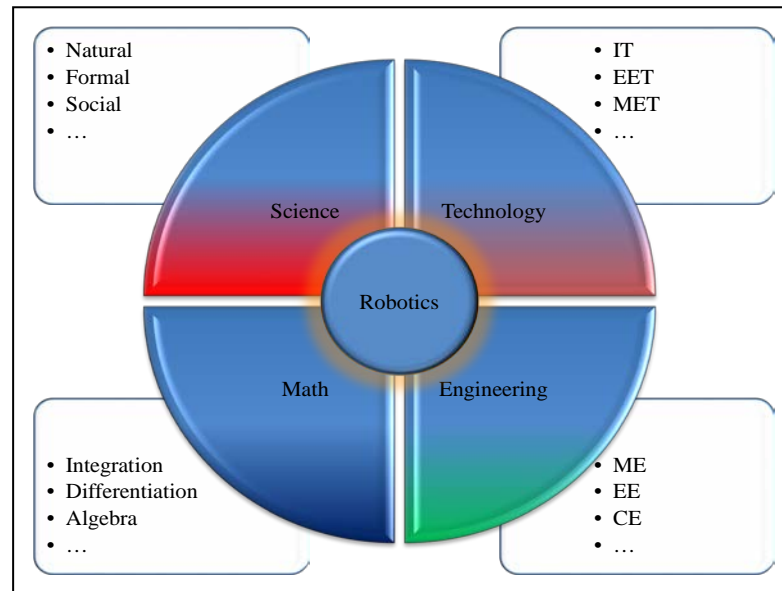 • Natural
• Formal
• Social
• …
• IT
• EET
• MET
• …
Science
Technology
Robotics
Math
Engineering
• Integration
• Differentiation
• Algebra
• …
• ME
• EE
• CE
• …